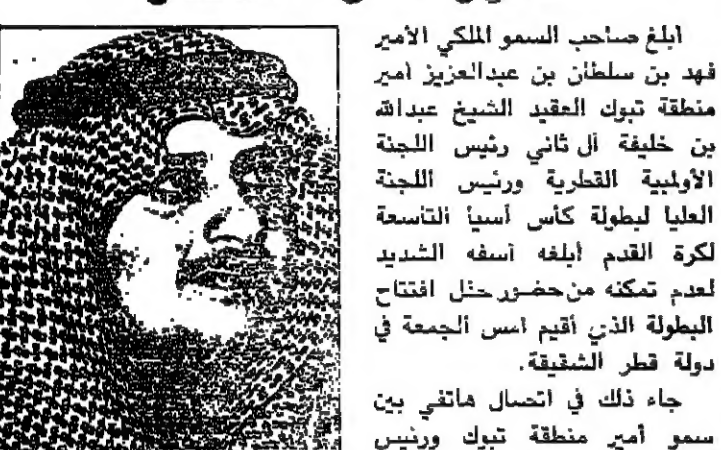 ابلغ صاحب السمو الملكي الأمير
فهد بن سلطان بن عبدالعزيز امير
منطقة تبوك العقيد الشيخ عبدالله
بن خليفة آل ثاني رئيس اللجنة
الأولمبية القطرية ورئيس اللجنة
العليا لبطولة كأس آسيا التاسعة
لكرة القدم أبلغه أسفه الشديد
لعدم تمكنه من حضور حفل افتتاح
البطولة الذي أقيم امس الجمعة في
دولة قطر الشقيقة.
جاء ذلك في اتصال هاتفي بين
سمو أمير منطقة تبوك ورئيس